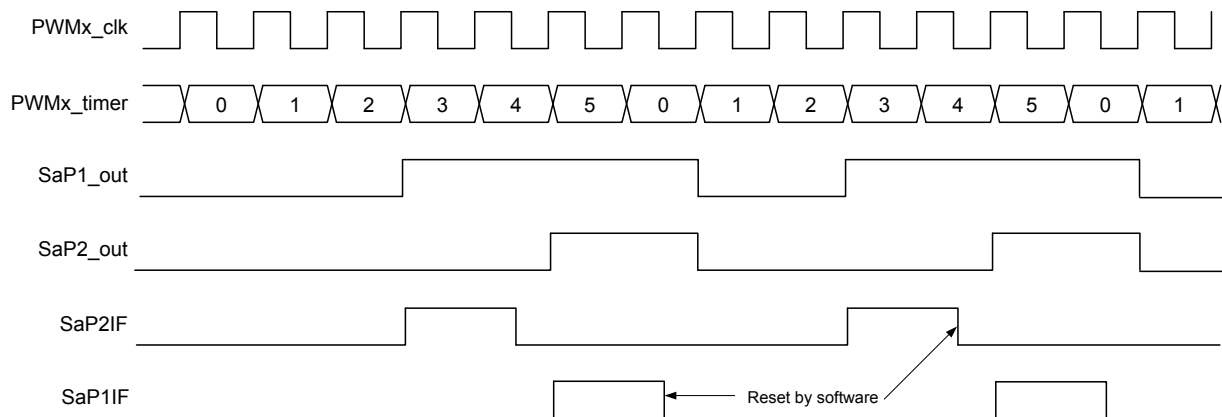 PWMx_clk
PWMx_timer 0 1 2 3 4 5 0 1 2 3 4 5 0 1
SaP1_out
SaP2_out
SaP2IF
SaP1IF Reset by software